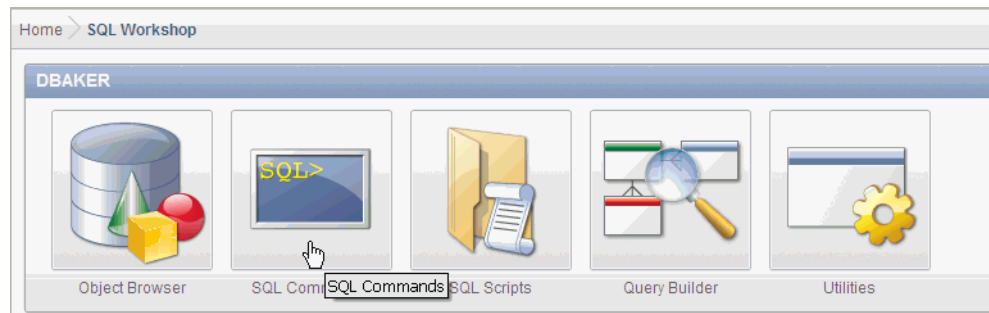 Home SQL Workshop
DBAKER
SQL>
Object Browser
SQL Comm
SQL Commands
SQL Scripts
Query Builder
Utilities